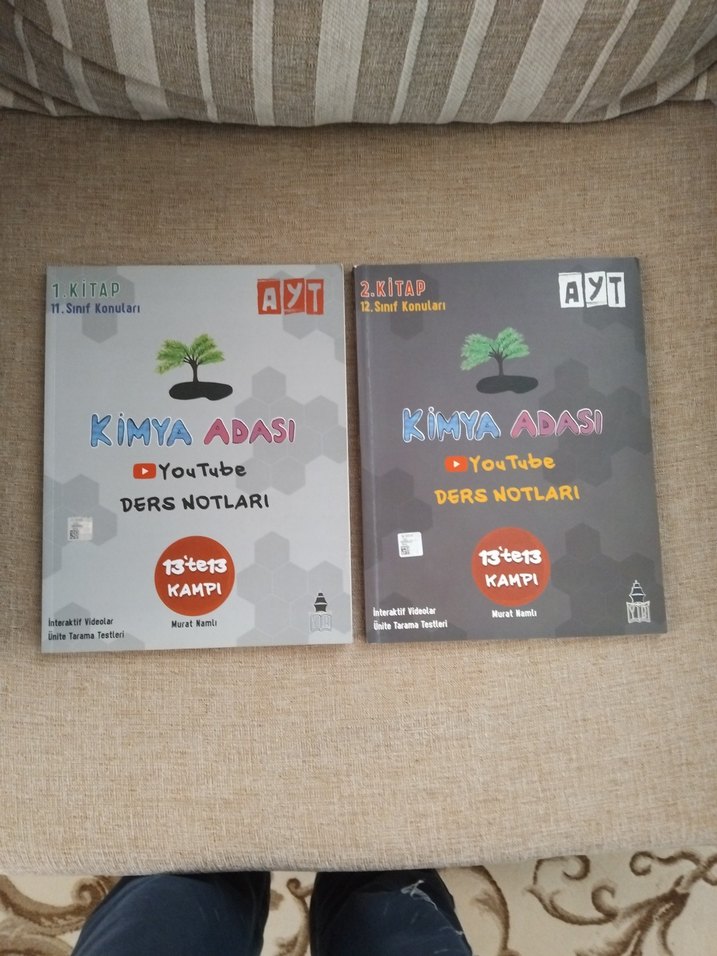 1.KİTAP
11.Sınıf Konuları
AYT
KİMYA ADASI
YouTube
DERS NOTLARI
13'te13
KAMPI
İnteraktif Videolar
Ünite Tarama Testleri
Murat Namlı
2.KİTAP
12.Sınıf Konuları
AYT
KİMYA ADASI
YouTube
DERS NOTLARI
13'te13
KAMPI
İnteraktif Videolar
Ünite Tarama Testleri
Murat Namlı